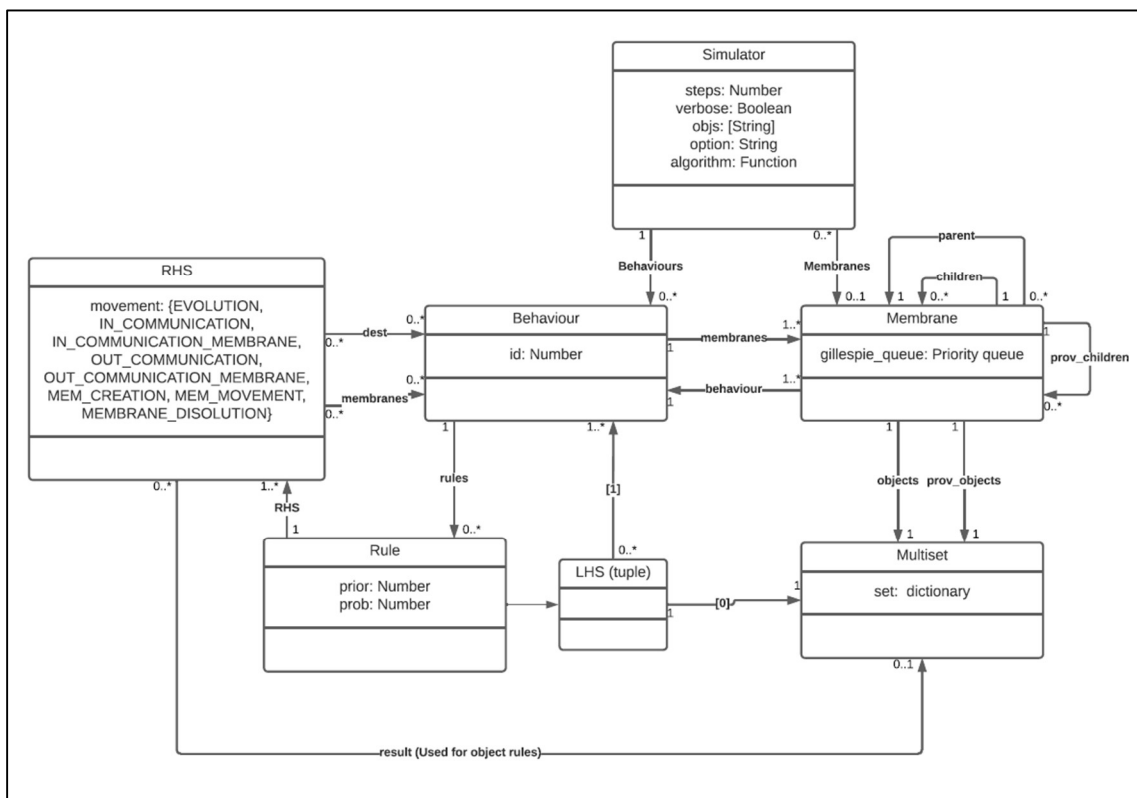 Simulator
steps: Number
verbose: Boolean
objs: [String]
option: String
algorithm: Function
1
0..*
parent
Behaviours
Membranes
children
RHS
0..*
0..1
1
0..*
1
0..*
movement: {EVOLUTION,
IN_COMMUNICATION,
IN_COMMUNICATION_MEMBRANE,
OUT_COMMUNICATION,
OUT_COMMUNICATION_MEMBRANE,
MEM_CREATION, MEM_MOVEMENT,
MEMBRANE_DISOLUTION}
0..*
dest
0..*
Behaviour
id: Number
1..*
membranes
1
Membrane
gillespie_queue: Priority queue
1
prov_children
0..*
0..*
membranes
0..*
behaviour
1..*
1
0..*
1..*
RHS
1
1
rules
0..*
1..*
[1]
0..*
1
1
objects
prov_objects
1
1
Rule
prior: Number
prob: Number
LHS (tuple)
1
[0]
1
Multiset
set: dictionary
0..1
result (Used for object rules)